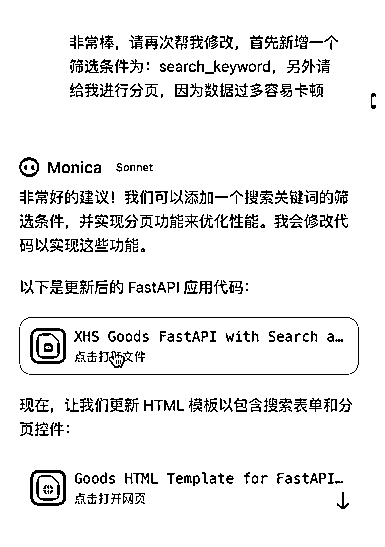 非常棒，请再次帮我修改，首先新增一个
筛选条件为：search_keyword，另外请
给我进行分页，因为数据过多容易卡顿
Monica Sonnet
非常好的建议！我们可以添加一个搜索关键词的筛
选条件，并实现分页功能来优化性能。我会修改代
码以实现这些功能。
以下是更新后的 FastAPI 应用代码：
XHS Goods FastAPI with Search a…
点击打开文件
现在，让我们更新 HTML 模板以包含搜索表单和分
页控件：
Goods HTML Template for FastAPI…
点击打开网页